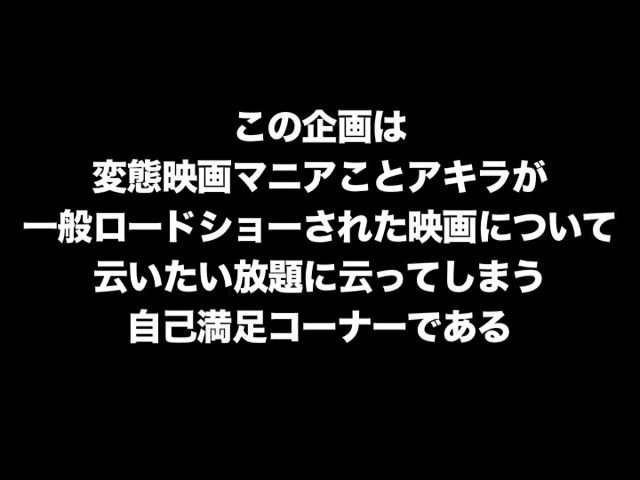 この企画は
変態映画マニアことアキラが
一般ロードショーされた映画について
云いたい放題に云ってしまう
自己満足コーナーである